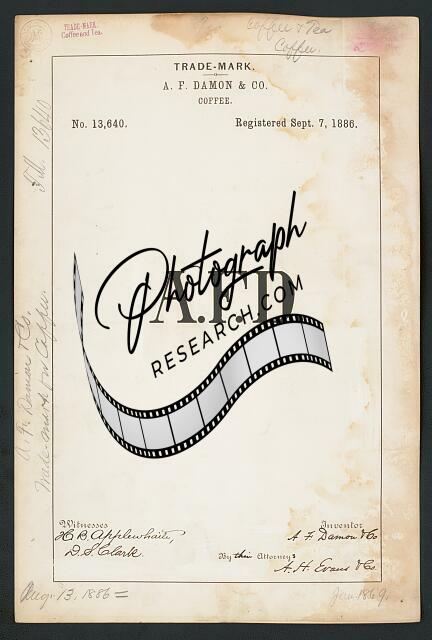 TRADE-MARK.
Coffee and Tea.
Coffee & Tea
Coffee.
TRADE-MARK.
A. F. DAMON & CO.
COFFEE.
No. 13,640.
Registered Sept. 7, 1886.
13,640
A. F. Damon & Co.
Trade-mark for Coffee.
A.F.D
Photograph
RESEARCH.COM
Witnesses
H. B. Applewhaite,
D. S. Clark.
Inventor
A. F. Damon & Co
By their Attorneys
A. H. Evans & Co.
Aug. 13, 1886 =